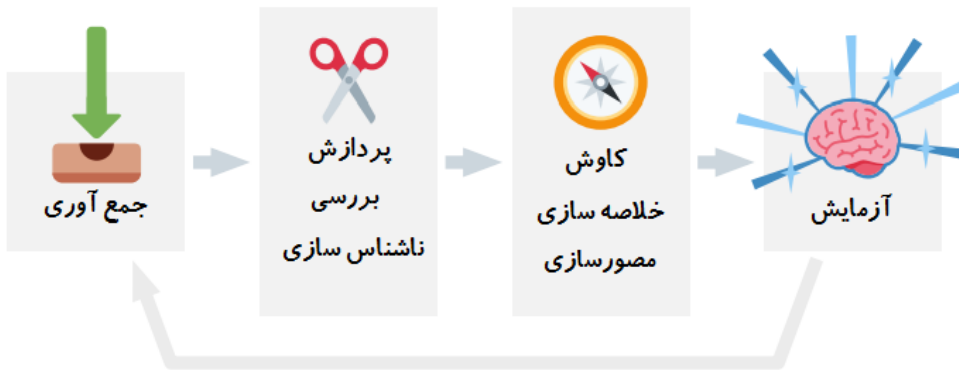 جمع آوری
پردازش
بررسی
ناشناس سازی
کاوش
خلاصه سازی
مصورسازی
آزمایش